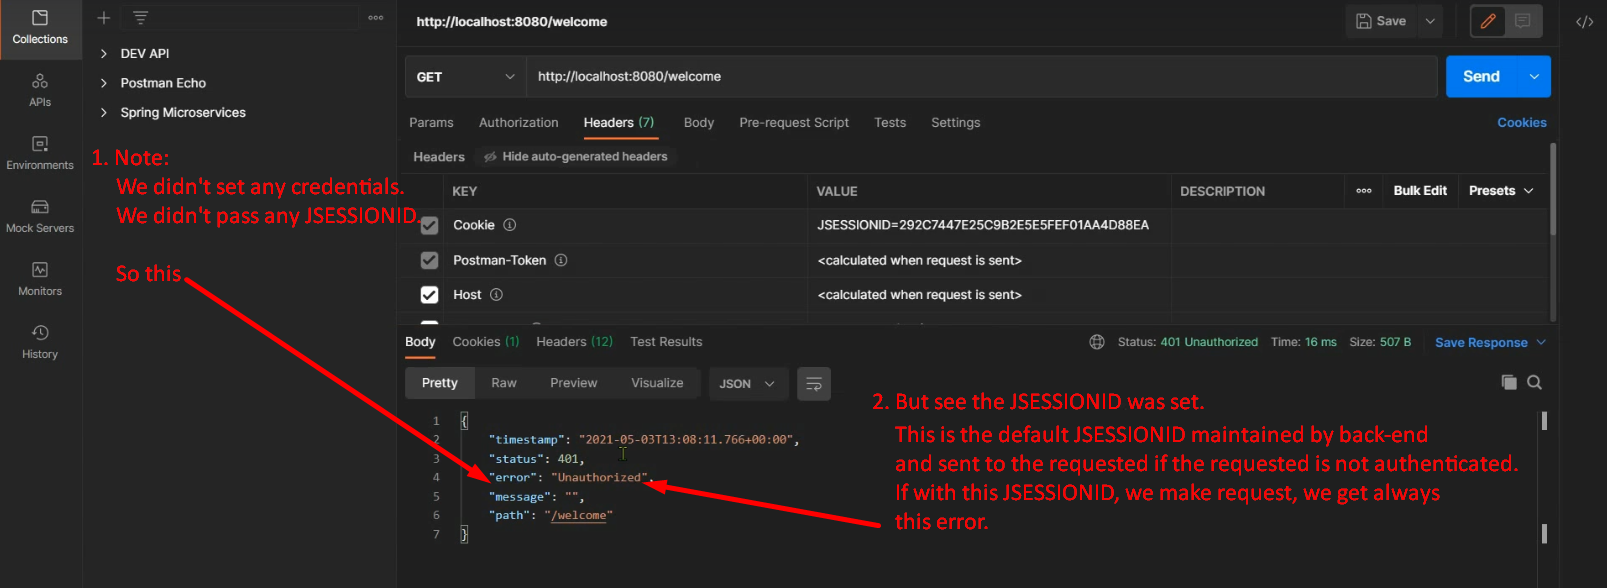 Collections
APIs
Environments
Mock Servers
Monitors
History
DEV API
Postman Echo
Spring Microservices
1. Note:
We didn't set any credentials.
We didn't pass any JSESSIONID.
So this
http://localhost:8080/welcome
Save
GET http://localhost:8080/welcome Send
Params Authorization Headers (7) Body Pre-request Script Tests Settings Cookies
Headers Hide auto-generated headers
KEY VALUE DESCRIPTION Bulk Edit Presets
Cookie JSESSIONID=292C7447E25C9B2E5E5FEF01AA4D88EA
Postman-Token <calculated when request is sent>
Host <calculated when request is sent>
Body Cookies (1) Headers (12) Test Results Status: 401 Unauthorized Time: 16 ms Size: 507 B Save Response
Pretty Raw Preview Visualize JSON
1 {
2 "timestamp": "2021-05-03T13:08:11.766+00:00",
3 "status": 401,
4 "error": "Unauthorized",
5 "message": "",
6 "path": "/welcome"
7 }
2. But see the JSESSIONID was set.
This is the default JSESSIONID maintained by back-end
and sent to the requested if the requested is not authenticated.
If with this JSESSIONID, we make request, we get always
this error.